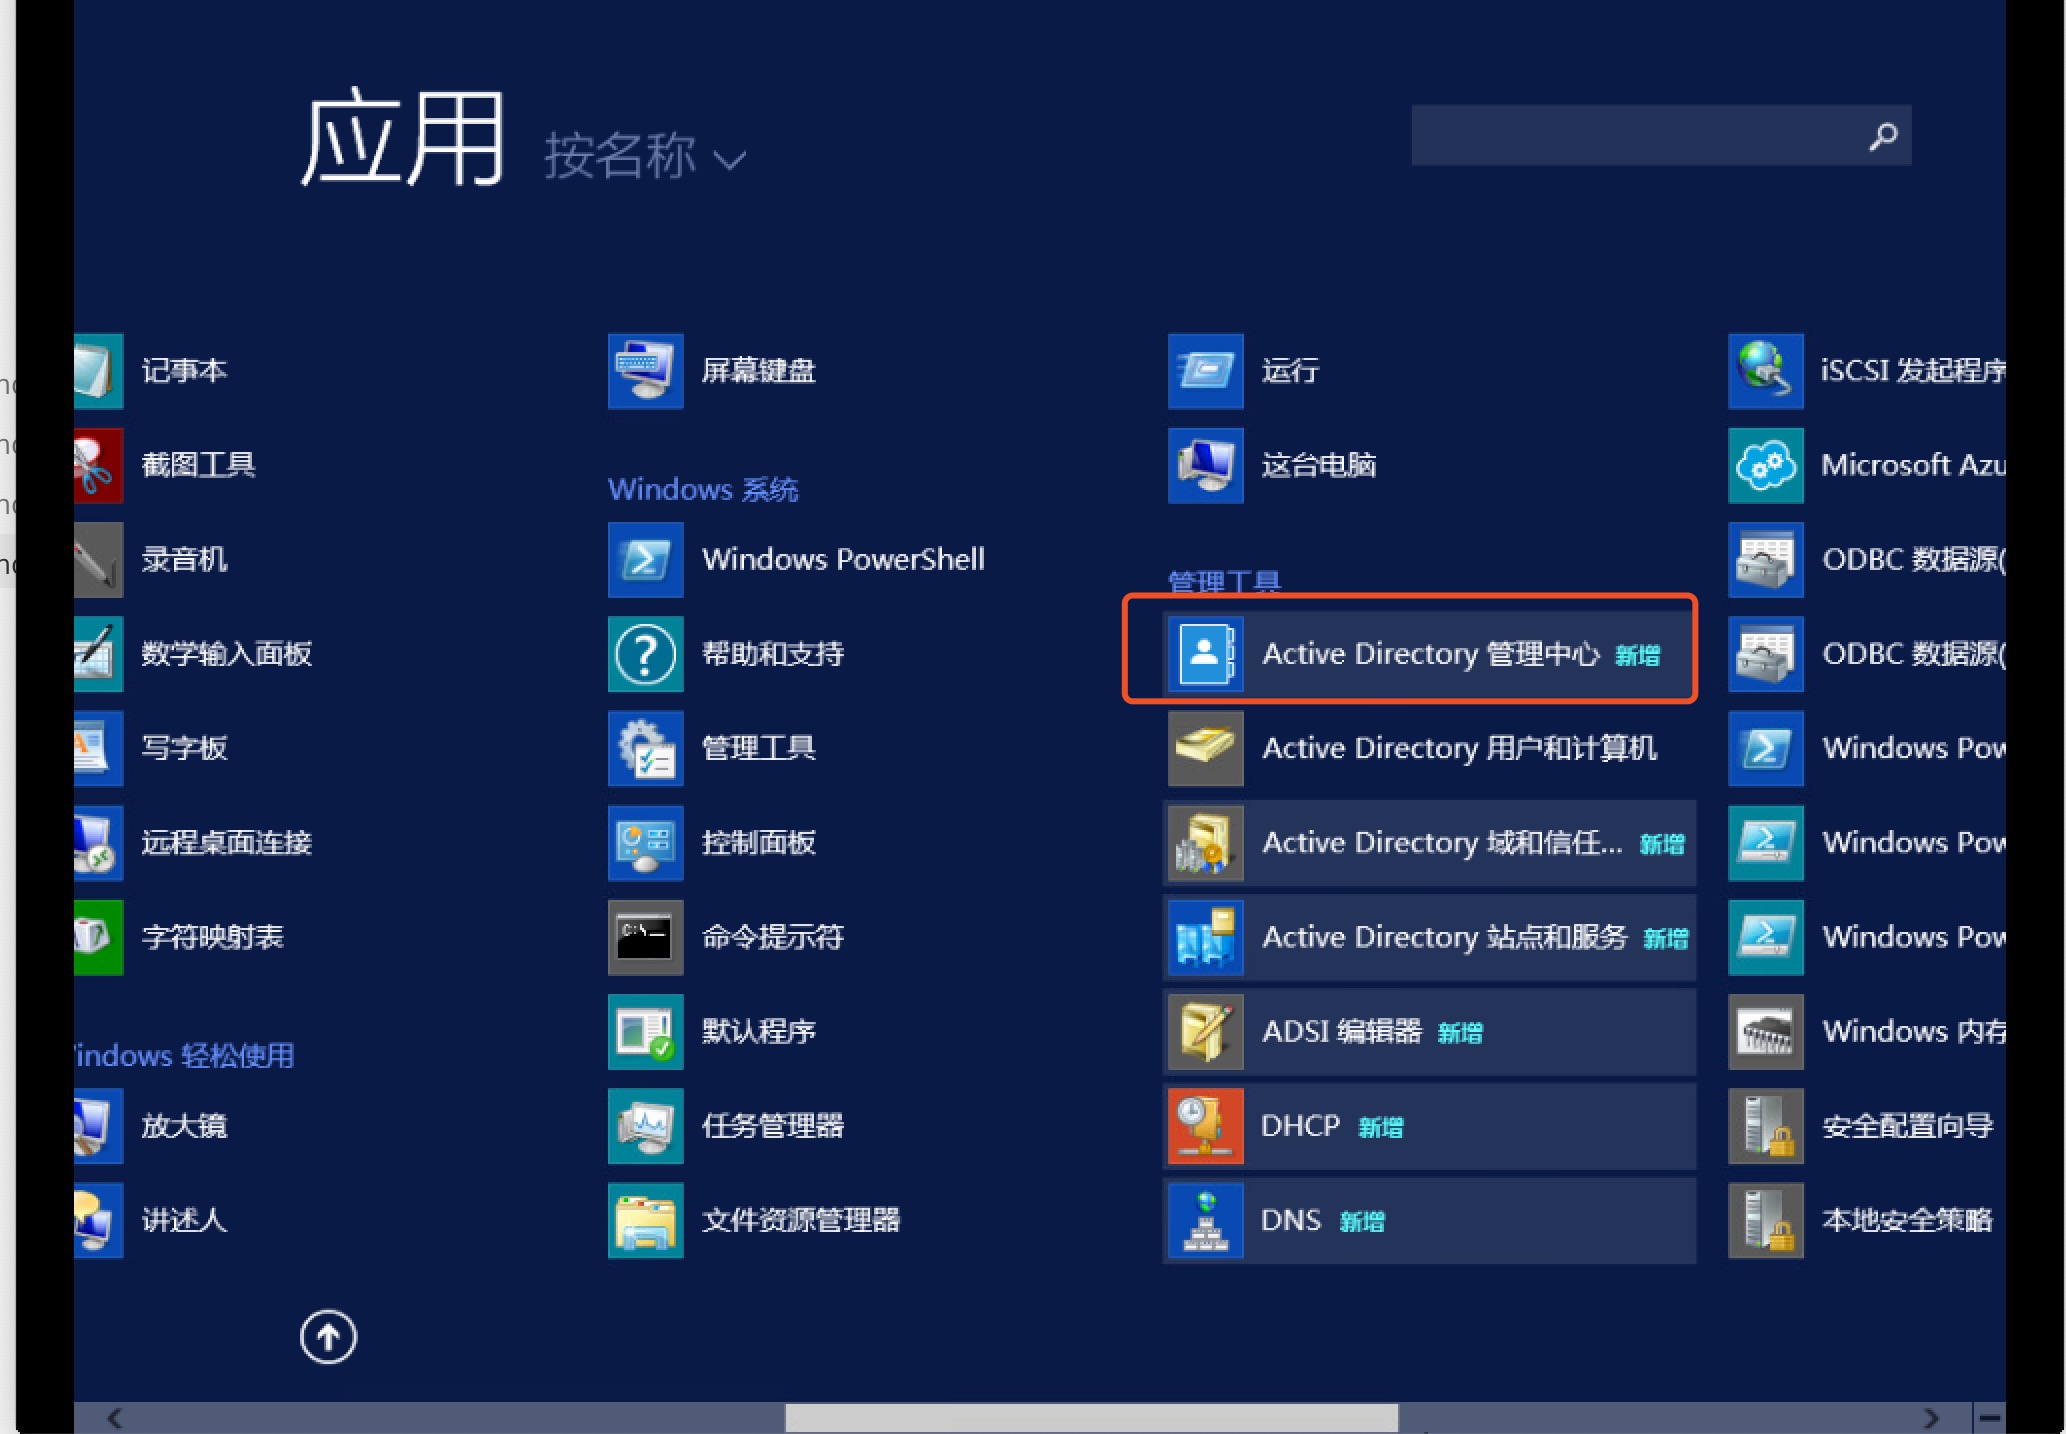 应用 按名称
记事本
截图工具
录音机
数学输入面板
写字板
远程桌面连接
字符映射表
indows 轻松使用
放大镜
讲述人
屏幕键盘
Windows 系统
Windows PowerShell
帮助和支持
管理工具
控制面板
C:\
命令提示符
默认程序
任务管理器
文件资源管理器
运行
这台电脑
管理工具
Active Directory 管理中心 新增
Active Directory 用户和计算机
Active Directory 域和信任... 新增
Active Directory 站点和服务 新增
ADSI 编辑器 新增
DHCP 新增
DNS 新增
iSCSI 发起程序
Microsoft Azu
ODBC 数据源(
ODBC 数据源(
Windows Pow
Windows Pow
Windows Pow
Windows 内存
安全配置向导
本地安全策略